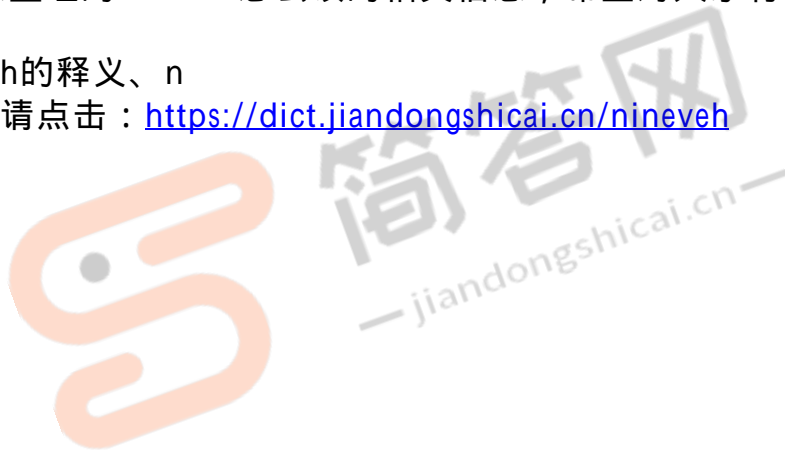 h的释义、n
请点击：https://dict.jiandongshicai.cn/nineveh
简答网
jiandongshicai.cn